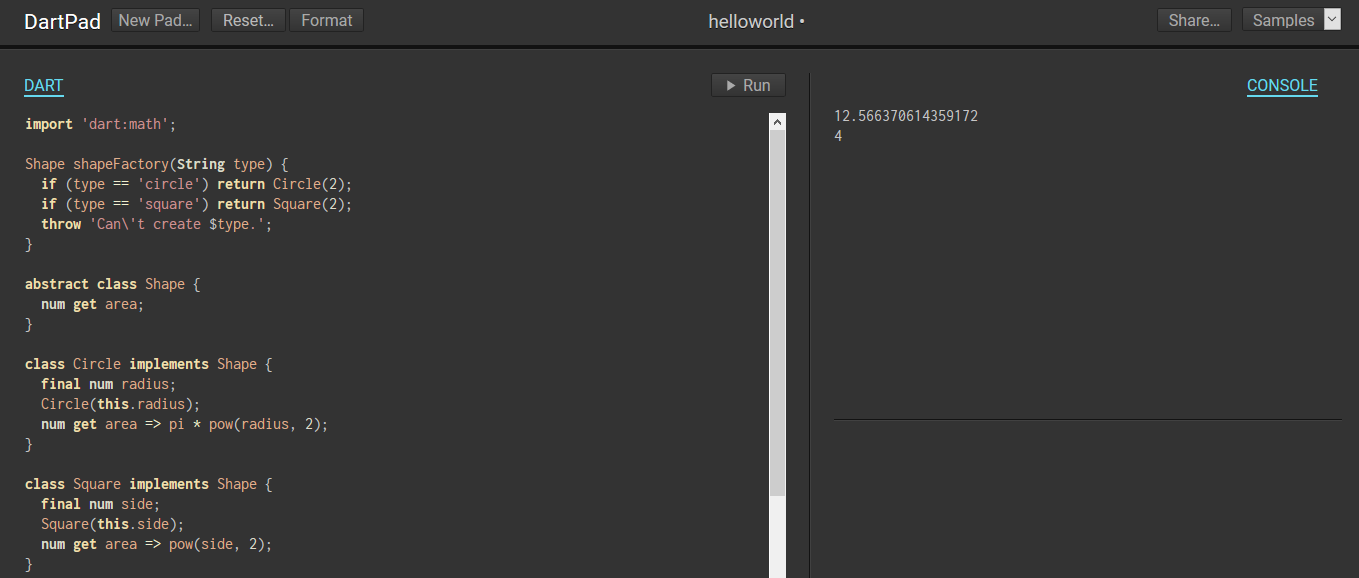 DartPad New Pad... Reset... Format helloworld • Share... Samples
DART Run CONSOLE
import 'dart:math';
Shape shapeFactory(String type) {
  if (type == 'circle') return Circle(2);
  if (type == 'square') return Square(2);
  throw 'Can\'t create $type.';
}
abstract class Shape {
  num get area;
}
class Circle implements Shape {
  final num radius;
  Circle(this.radius);
  num get area => pi * pow(radius, 2);
}
class Square implements Shape {
  final num side;
  Square(this.side);
  num get area => pow(side, 2);
}
12.566370614359172
4